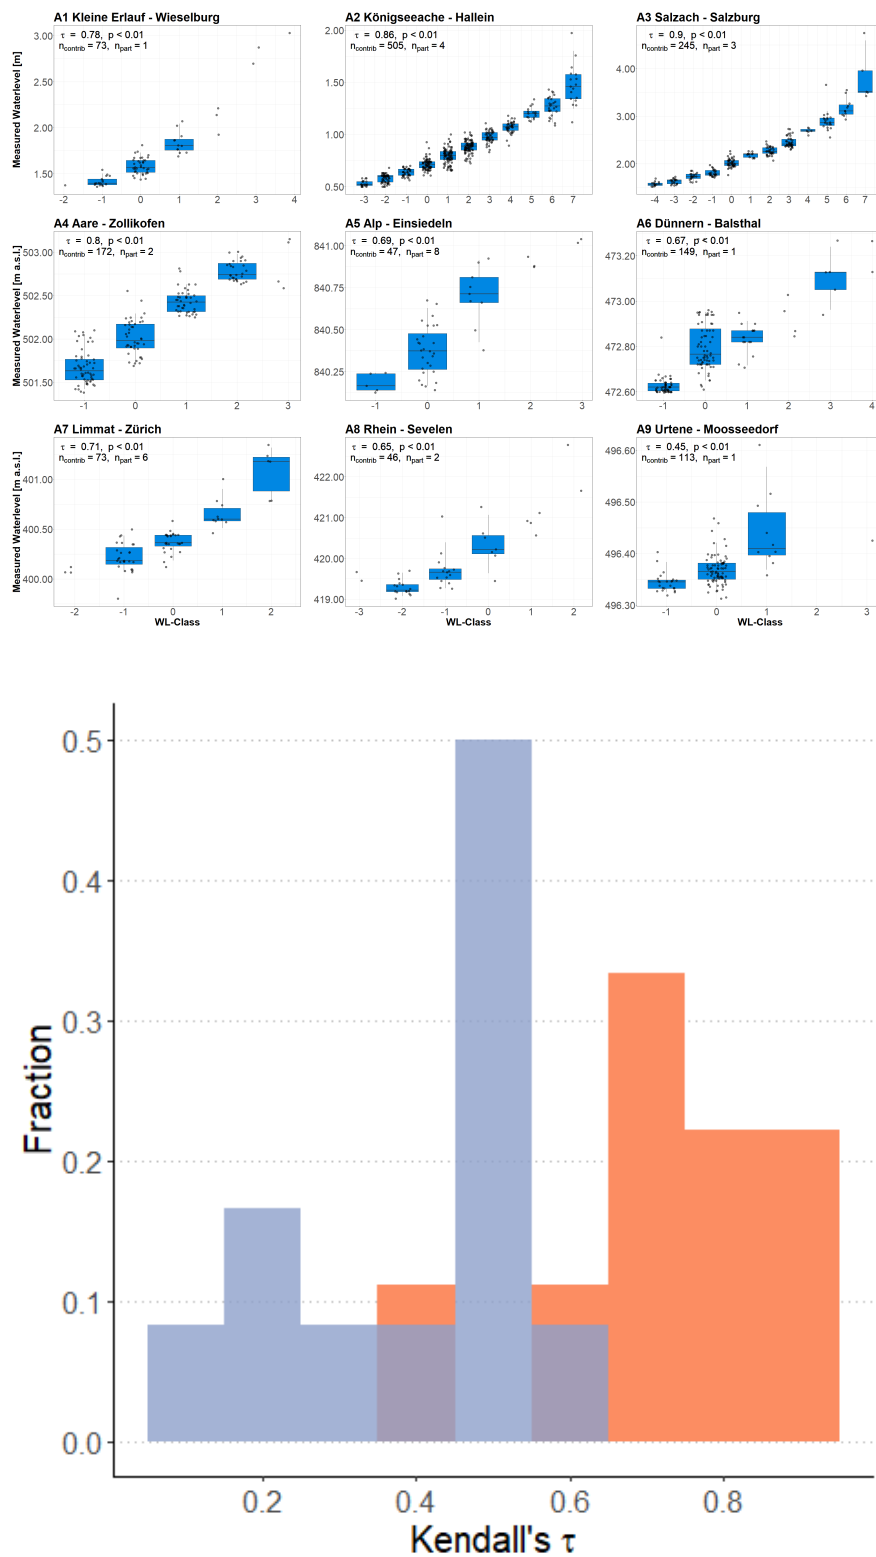 A1 Kleine Erlauf - Wieselburg
τ = 0.78, p < 0.01
ncontrib = 73, npart = 1
Measured Waterlevel [m]
3.00
2.50
2.00
1.50
-2 -1 0 1 2 3 4
A2 Königseeache - Hallein
τ = 0.86, p < 0.01
ncontrib = 505, npart = 4
2.00
1.50
1.00
0.50
-3 -2 -1 0 1 2 3 4 5 6 7
A3 Salzach - Salzburg
τ = 0.9, p < 0.01
ncontrib = 245, npart = 3
4.00
3.00
2.00
-4 -3 -2 -1 0 1 2 3 4 5 6 7
A4 Aare - Zollikofen
τ = 0.8, p < 0.01
ncontrib = 172, npart = 2
Measured Waterlevel [m a.s.l.]
503.00
502.50
502.00
501.50
-1 0 1 2 3
A5 Alp - Einsiedeln
τ = 0.69, p < 0.01
ncontrib = 47, npart = 8
841.00
840.75
840.50
840.25
-1 0 1 2 3
A6 Dünnern - Balsthal
τ = 0.67, p < 0.01
ncontrib = 149, npart = 1
473.20
473.00
472.80
472.60
-1 0 1 2 3 4
A7 Limmat - Zürich
τ = 0.71, p < 0.01
ncontrib = 73, npart = 6
Measured Waterlevel [m a.s.l.]
401.00
400.50
400.00
-2 -1 0 1 2
WL-Class
A8 Rhein - Sevelen
τ = 0.65, p < 0.01
ncontrib = 46, npart = 2
422.00
421.00
420.00
419.00
-3 -2 -1 0 1 2
A9 Urtene - Moosseedorf
τ = 0.45, p < 0.01
ncontrib = 113, npart = 1
496.60
496.50
496.40
496.30
-1 0 1 2 3
WL-Class
Fraction
0.5
0.4
0.3
0.2
0.1
0.0
0.2 0.4 0.6 0.8
Kendall's τ